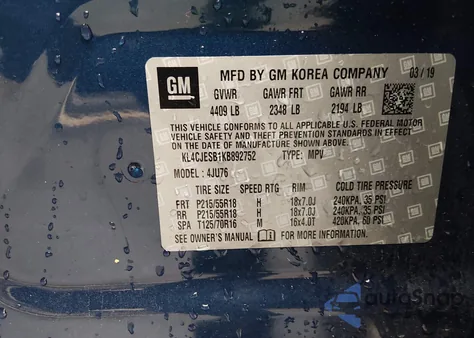 GM
MFD BY GM KOREA COMPANY 03/19
GVWR GAWR FRT GAWR RR
4409 LB 2348 LB 2194 LB
THIS VEHICLE CONFORMS TO ALL APPLICABLE U.S. FEDERAL MOTOR
VEHICLE SAFETY AND THEFT PREVENTION STANDARDS IN EFFECT ON
THE DATE OF MANUFACTURE SHOWN ABOVE.
KL4CJESB1KB892752 TYPE: MPV
MODEL: 4JU76
TIRE SIZE SPEED RTG RIM COLD TIRE PRESSURE
FRT P215/55R18 H 18x7.0J 240KPA, 35 PSI
RR P215/55R18 H 18x7.0J 240KPA, 35 PSI
SPA T125/70R16 M 16x4.0T 420KPA, 60 PSI
SEE OWNER'S MANUAL FOR MORE INFORMATION
autosnap